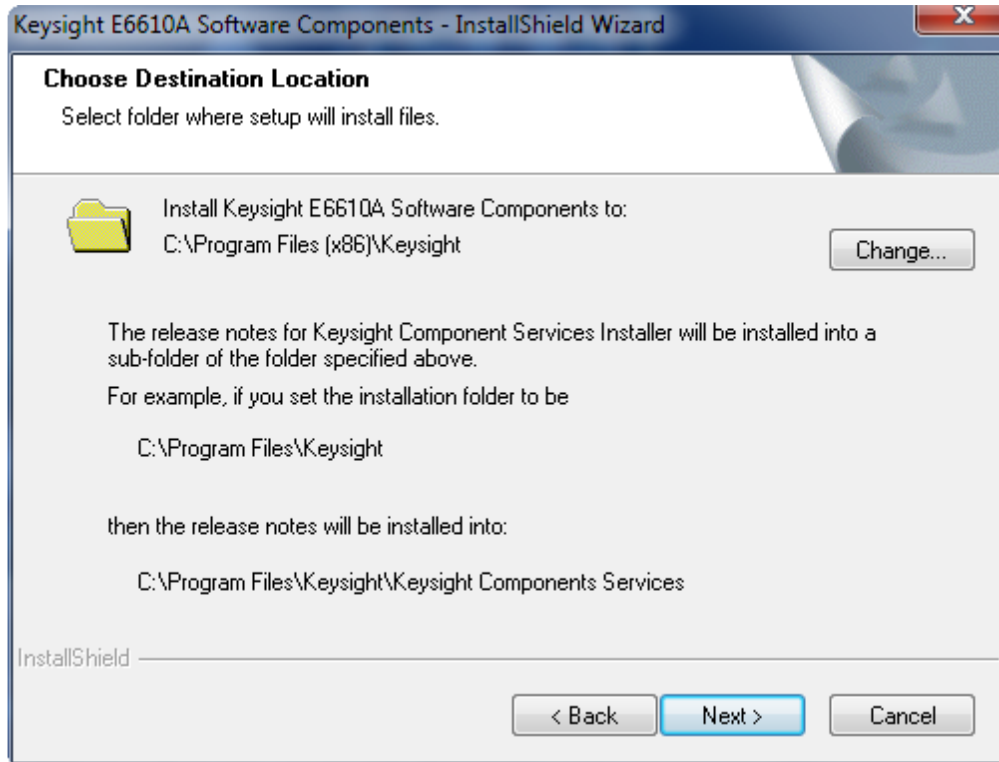 Keysight E6610A Software Components - InstallShield Wizard
Choose Destination Location
Select folder where setup will install files.
Install Keysight E6610A Software Components to:
C:\Program Files (x86)\Keysight
Change...
The release notes for Keysight Component Services Installer will be installed into a
sub-folder of the folder specified above.
For example, if you set the installation folder to be
C:\Program Files\Keysight
then the release notes will be installed into:
C:\Program Files\Keysight\Keysight Components Services
InstallShield
< Back
Next >
Cancel